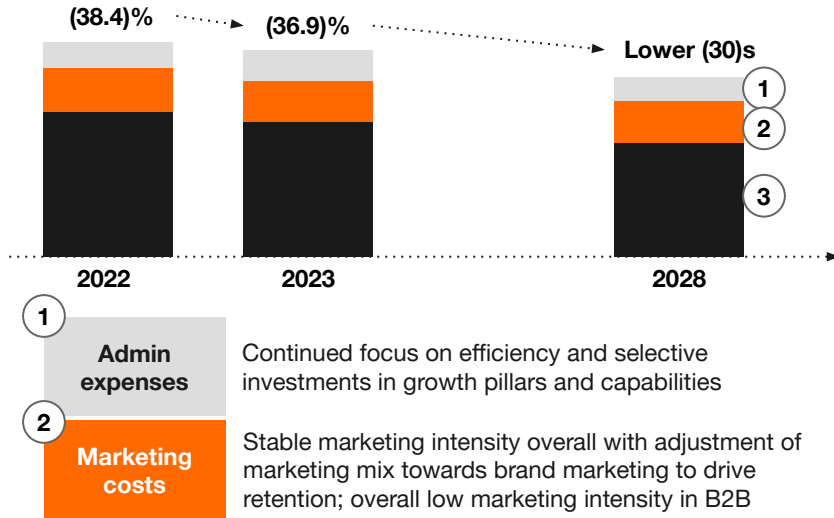 (38.4)%
(36.9)%
Lower (30)s
1
2
3
2022
2023
2028
1
Admin
expenses
Continued focus on efficiency and selective
investments in growth pillars and capabilities
2
Marketing
costs
Stable marketing intensity overall with adjustment of
marketing mix towards brand marketing to drive
retention; overall low marketing intensity in B2B